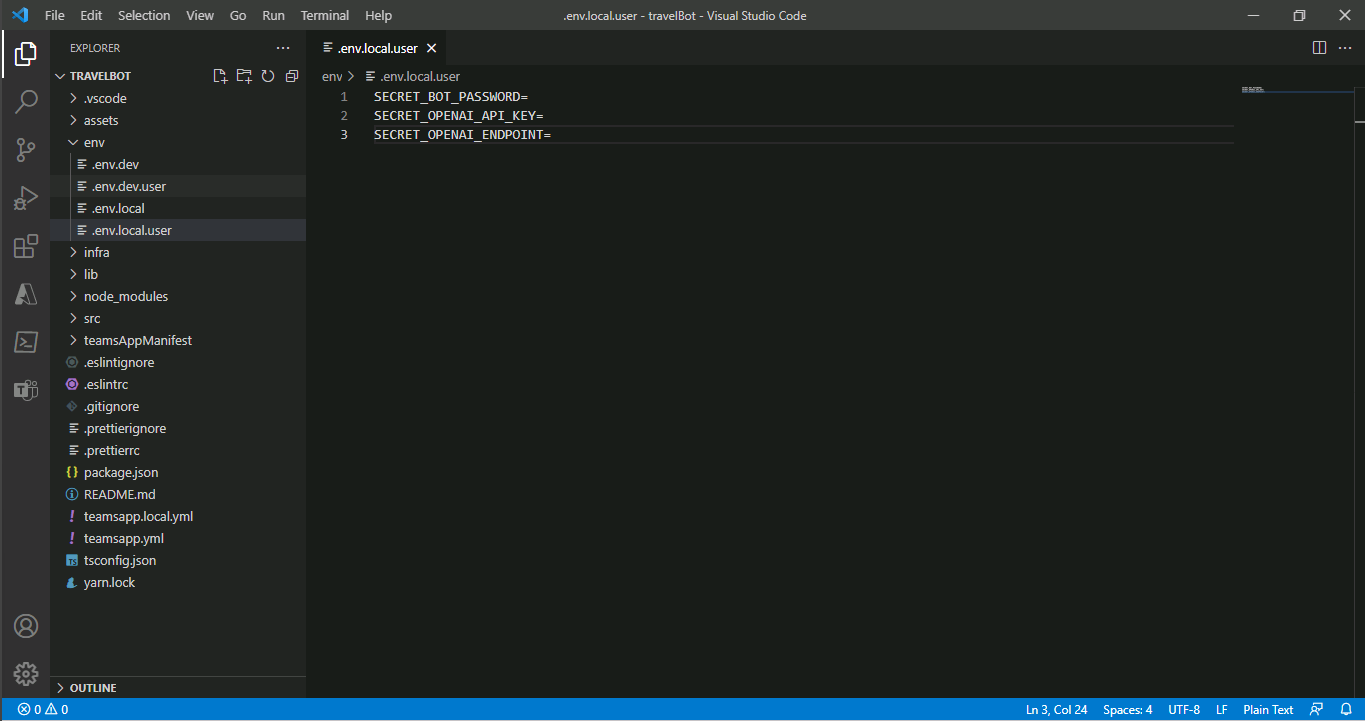 File Edit Selection View Go Run Terminal Help .env.local.user - travelBot - Visual Studio Code
EXPLORER
TRAVELBOT
.vscode
assets
env
.env.dev
.env.dev.user
.env.local
.env.local.user
infra
lib
node_modules
src
teamsAppManifest
.eslintignore
.eslintrc
.gitignore
.prettierignore
.prettierrc
package.json
README.md
teamsapp.local.yml
teamsapp.yml
tsconfig.json
yarn.lock
OUTLINE
.env.local.user
env > .env.local.user
1 SECRET_BOT_PASSWORD=
2 SECRET_OPENAI_API_KEY=
3 SECRET_OPENAI_ENDPOINT=
0 0 Ln 3, Col 24 Spaces: 4 UTF-8 LF Plain Text